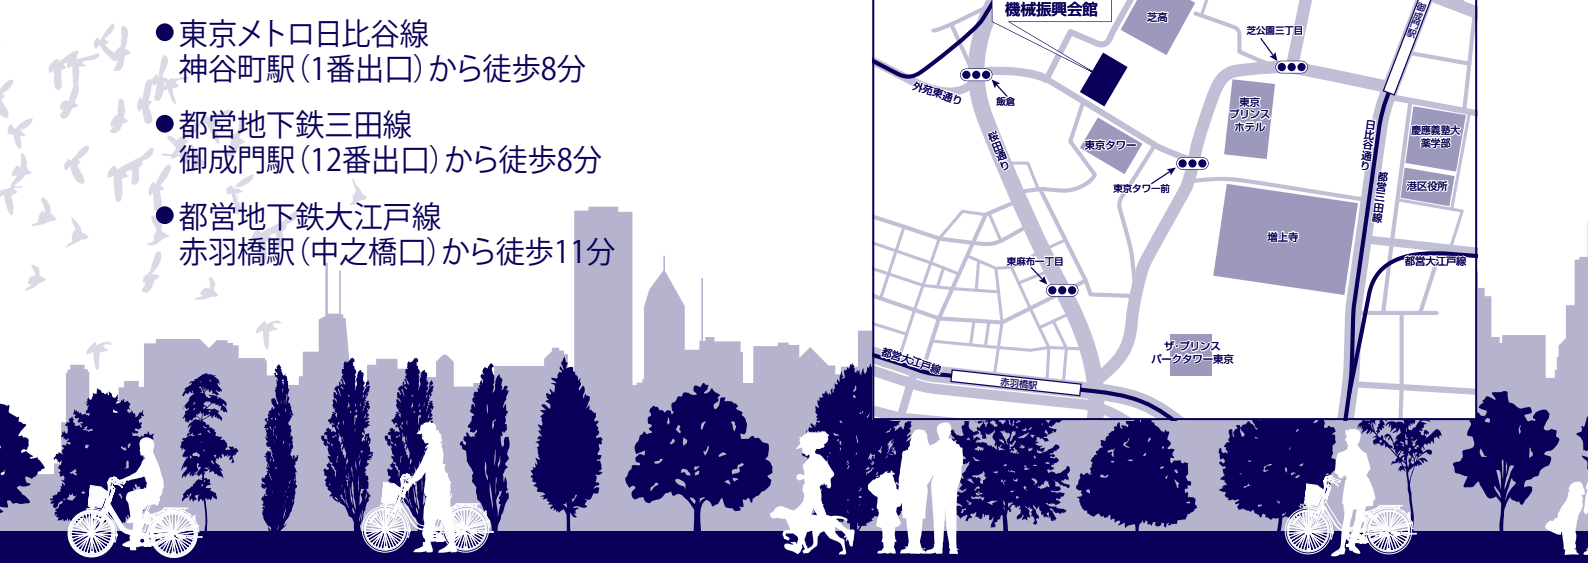 ●東京メトロ日比谷線
神谷町駅(1番出口)から徒歩8分
●都営地下鉄三田線
御成門駅(12番出口)から徒歩8分
●都営地下鉄大江戸線
赤羽橋駅(中之橋口)から徒歩11分
機械振興会館
芝高
御成門駅
芝公園三丁目
外苑東通り
飯倉
東京
プリンス
ホテル
桜田通り
東京タワー
日比谷通り
慶應義塾大
薬学部
東京タワー前
都営三田線
港区役所
増上寺
東麻布一丁目
都営大江戸線
ザ・プリンス
パークタワー東京
都営大江戸線
赤羽橋駅